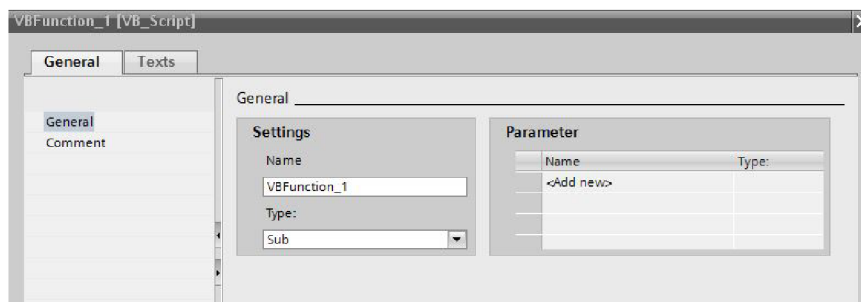 VBFunction_1 [VB_Script]
General
Texts
General
Comment
General
Settings
Name
VBFunction_1
Type:
Sub
Parameter
Name
Type:
<Add new>